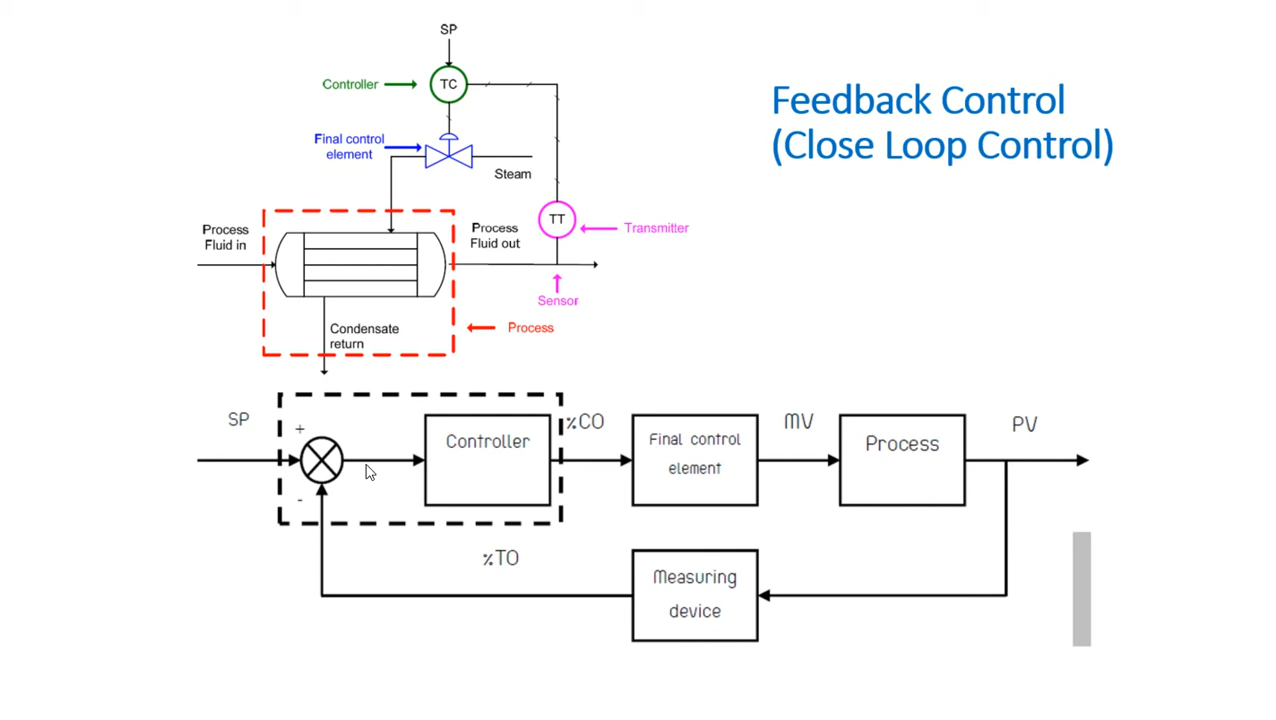 SP
Controller
TC
Feedback Control
(Close Loop Control)
Final control
element
Steam
Process
Fluid in
Process
Fluid out
TT
Transmitter
Sensor
Process
Condensate
return
SP
+
-
Controller
%CO
Final control
element
MV
Process
PV
%TO
Measuring
device